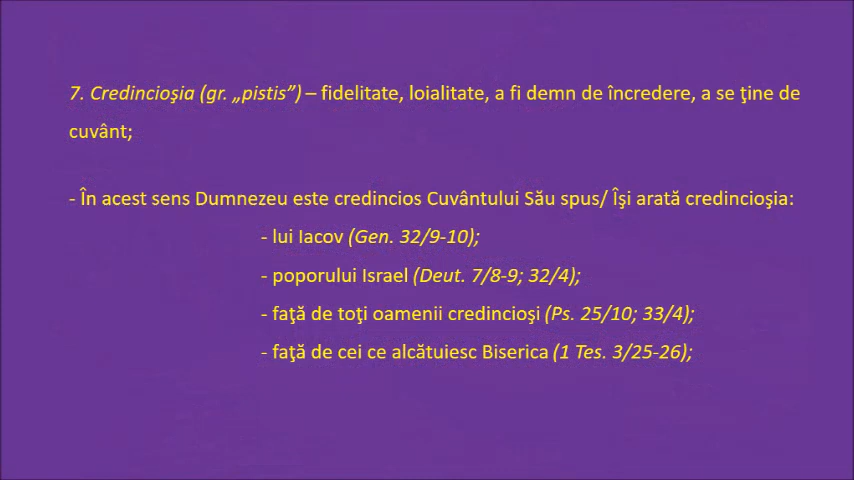 7. Credincioşia (gr. „pistis”) – fidelitate, loialitate, a fi demn de încredere, a se ţine de
cuvânt;
- În acest sens Dumnezeu este credincios Cuvântului Său spus/ Îşi arată credincioşia:
- lui Iacov (Gen. 32/9-10);
- poporului Israel (Deut. 7/8-9; 32/4);
- faţă de toţi oamenii credincioşi (Ps. 25/10; 33/4);
- faţă de cei ce alcătuiesc Biserica (1 Tes. 3/25-26);